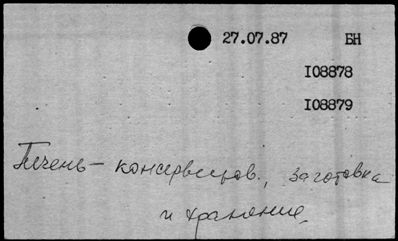 27.07.87 БН
I08878
I08879
Печень – консервиров., заготовка
и хранение